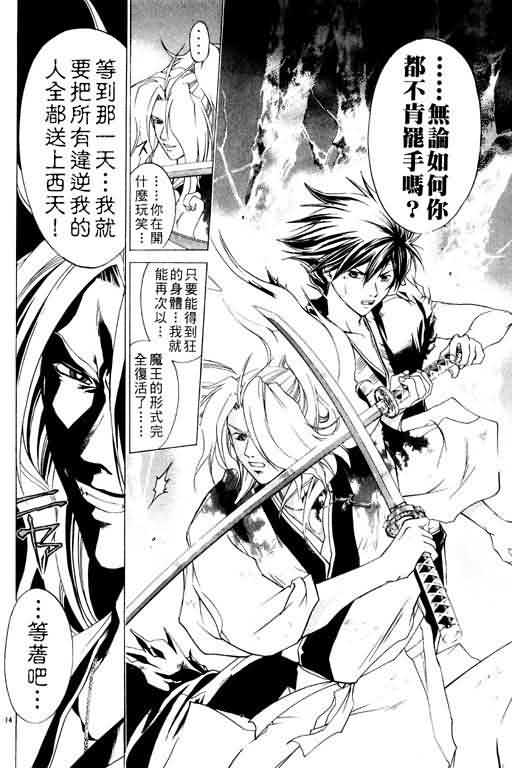 ……無論如何你
都不肯罷手嗎？
…
…你在開
什麼玩笑…
只要能得到狂
的身體…我就
能再次以…
魔王的形式完
全復活了……
等到那一天…我就
要把所有違逆我的
人全都送上西天！
…等著吧…
14